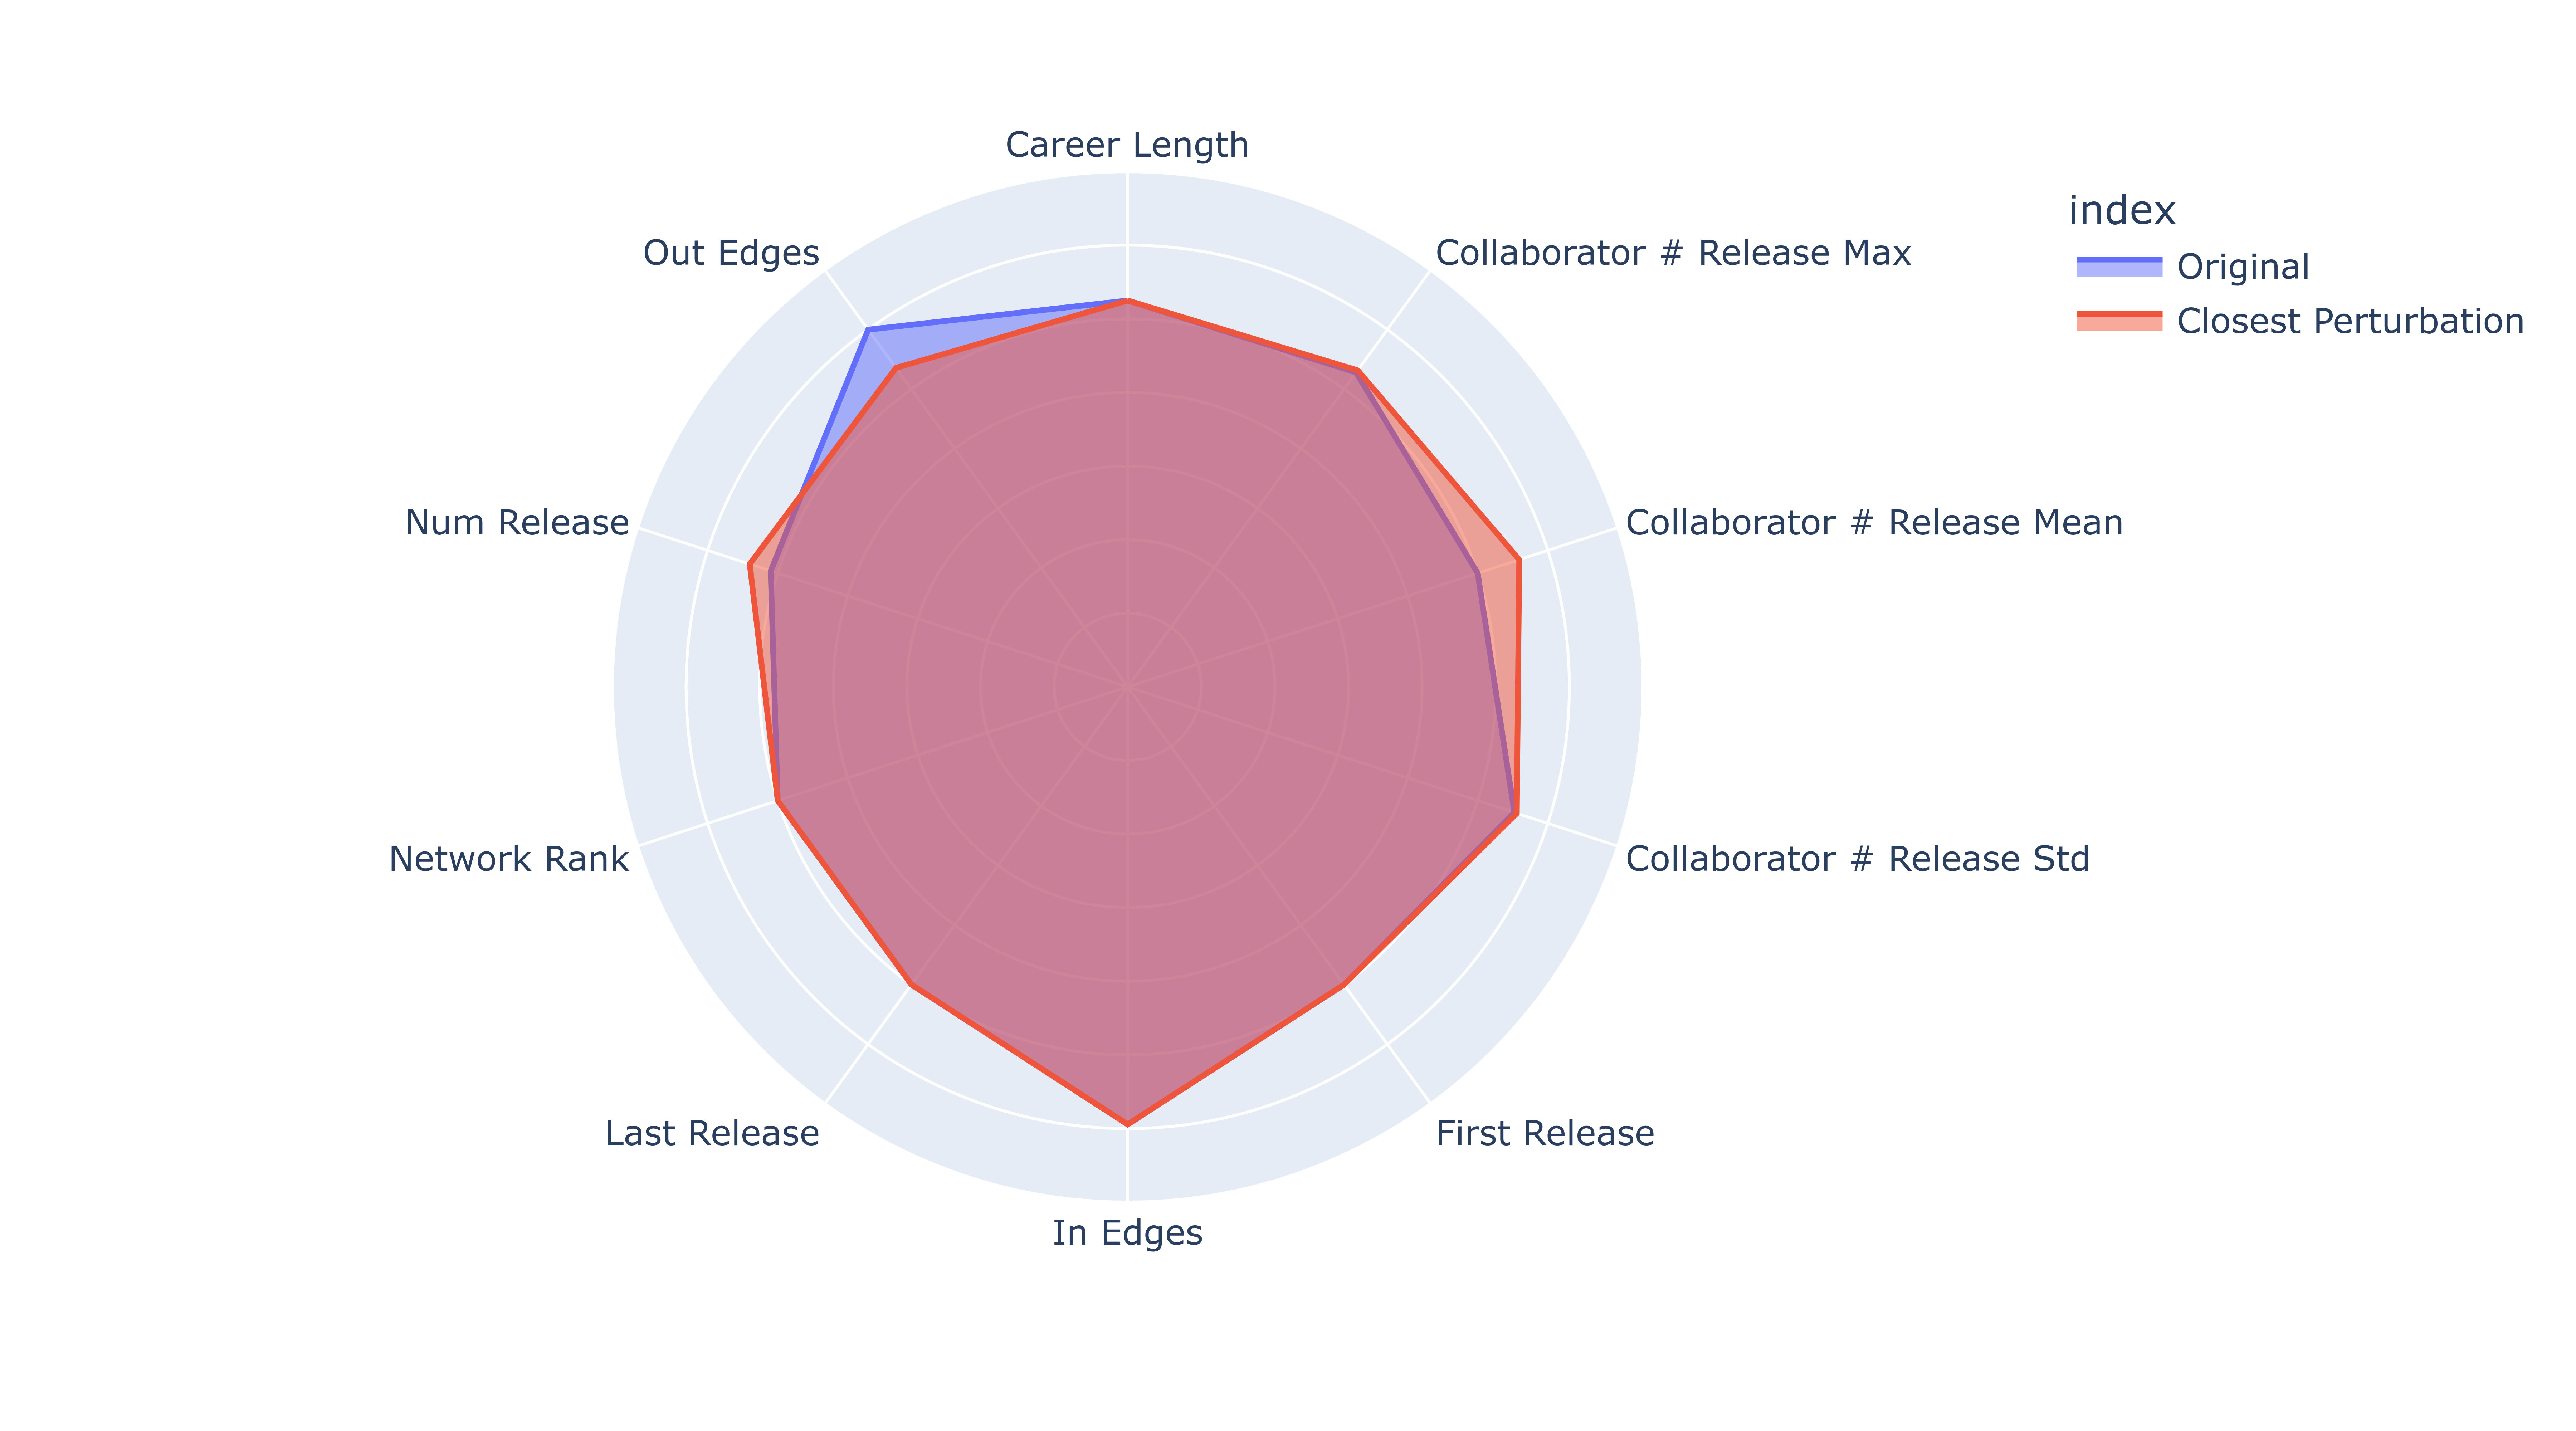 Career Length
Out Edges
Collaborator # Release Max
index
Original
Closest Perturbation
Num Release
Collaborator # Release Mean
Network Rank
Collaborator # Release Std
Last Release
First Release
In Edges